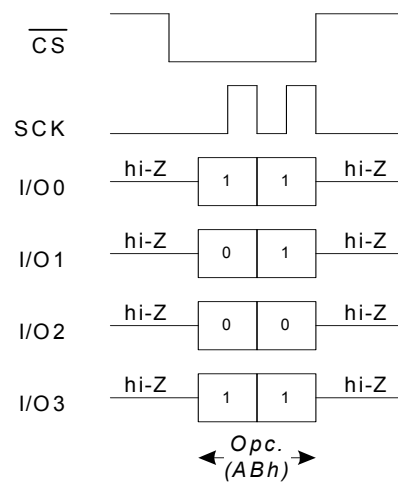 CS
SCK
hi-Z 1 1 hi-Z
I/O0
hi-Z 0 1 hi-Z
I/O1
hi-Z 0 0 hi-Z
I/O2
hi-Z 1 1 hi-Z
I/O3
Opc.
(ABh)